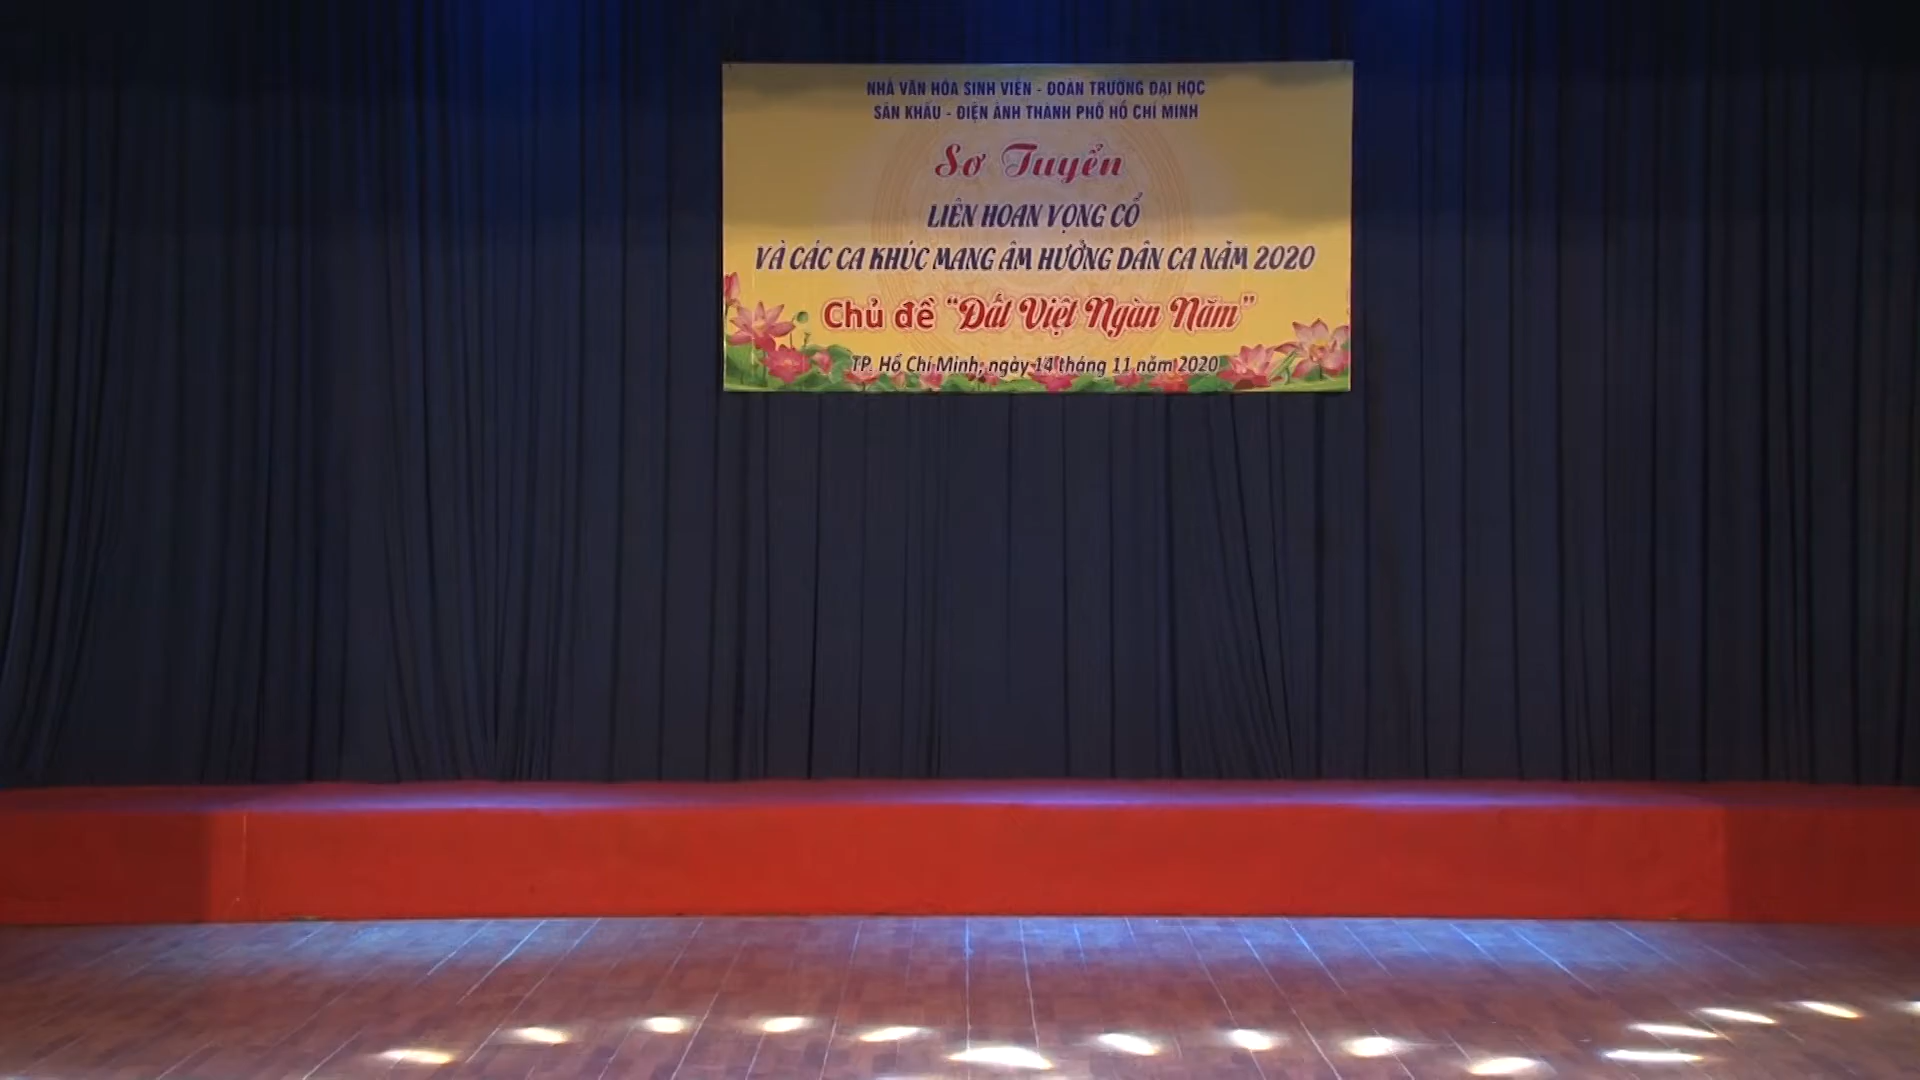 NHÀ VĂN HÓA SINH VIÊN - ĐOÀN TRƯỜNG ĐẠI HỌC
SÂN KHẤU - ĐIỆN ẢNH THÀNH PHỐ HỒ CHÍ MINH
Sơ Tuyển
LIÊN HOAN VỌNG CỔ
VÀ CÁC CA KHÚC MANG ÂM HƯỞNG DÂN CA NĂM 2020
Chủ đề “Đất Việt Ngàn Năm”
TP. Hồ Chí Minh, ngày 14 tháng 11 năm 2020